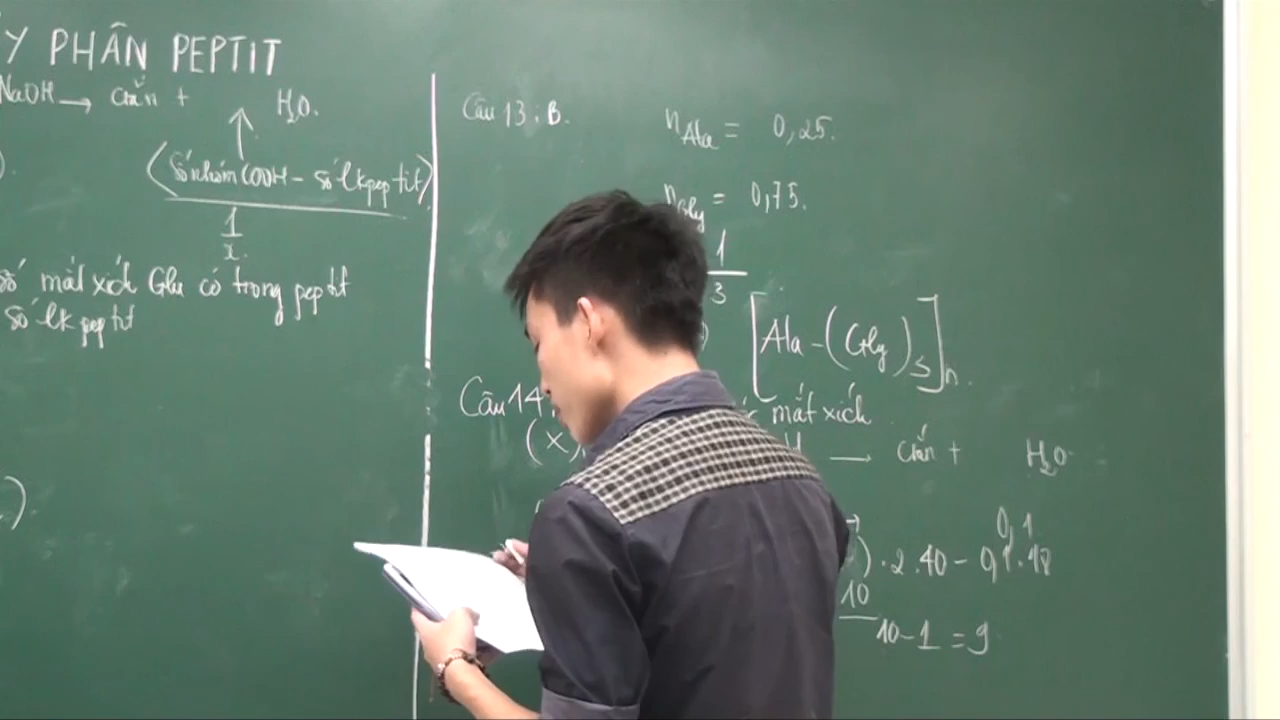 Y PHÂN PEPTIT
NaOH → Rắn + H₂O.
(Số nhóm COOH - Số lk peptit)
1
x.
số mắt xích Glu có trong peptit
số lk peptit
Câu 13: B.
nAla = 0,25.
nGly = 0,75.
1
3
[Ala-(Gly)₃]n.
Câu 14
mắt xích
(X)
→ Rắn + H₂O
0,1
).2.40 - 0,1.18
10
10-1 = 9